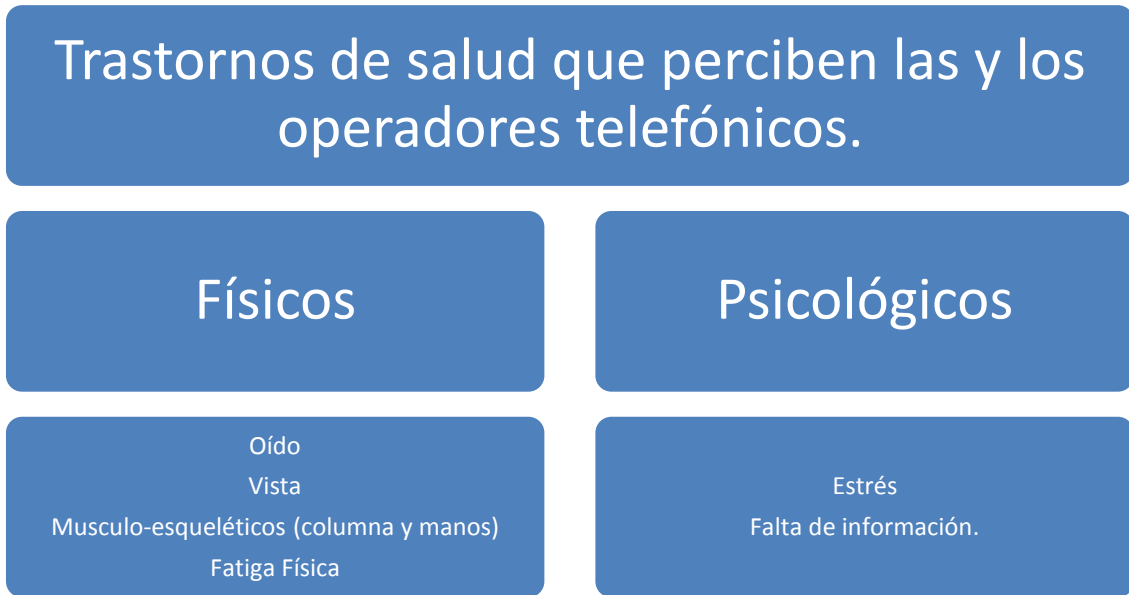 Trastornos de salud que perciben las y los
operadores telefónicos.
Físicos
Psicológicos
Oído
Vista
Musculo-esqueléticos (columna y manos)
Fatiga Física
Estrés
Falta de información.